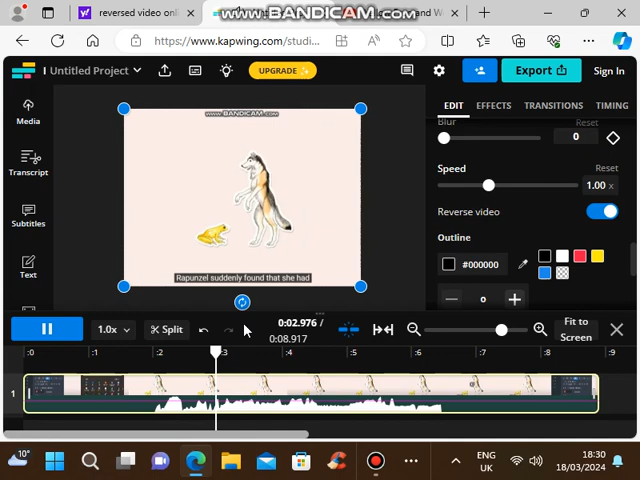 reversed video onli
and W
www.BANDICAM.com
https://www.kapwing.com/studi...
Untitled Project
UPGRADE
Export
Sign In
Media
Transcript
Subtitles
Text
www.BANDICAM.com
Rapunzel suddenly found that she had
EDIT
EFFECTS
TRANSITIONS
TIMING
Blur
Reset
0
Speed
Reset
1.00 x
Reverse video
Outline
#000000
0
1.0x
Split
0:02.976 /
0:08.917
Fit to
Screen
:0 :1 :2 :3 :4 :5 :6 :7 :8 :9
1
10°
ENG
UK
18:30
18/03/2024